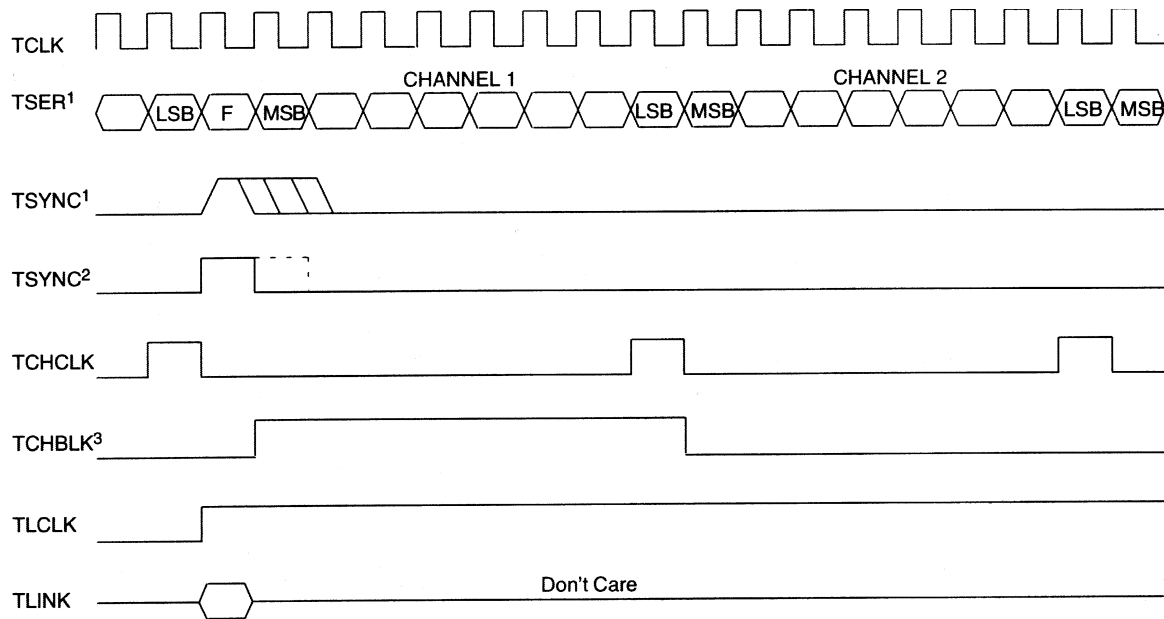 TCLK
CHANNEL 1 CHANNEL 2
TSER¹ LSB F MSB LSB MSB LSB MSB
TSYNC¹
TSYNC²
TCHCLK
TCHBLK³
TLCLK
Don't Care
TLINK